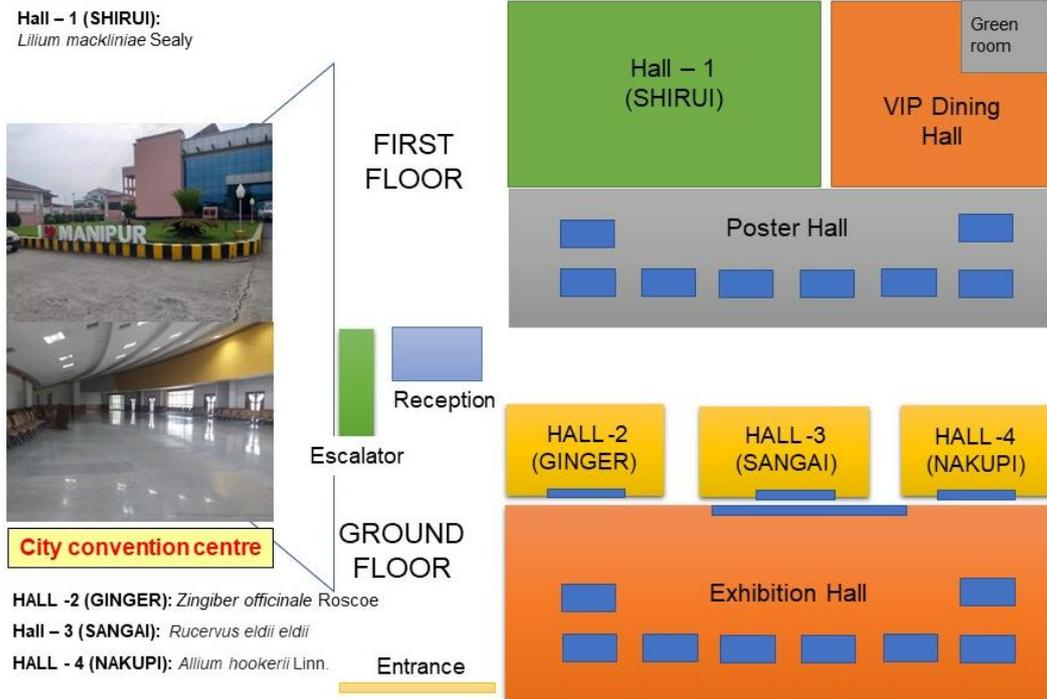 Hall – 1 (SHIRUI):
Lilium mackliniae Sealy
I MANIPUR
City convention centre
HALL -2 (GINGER): Zingiber officinale Roscoe
Hall – 3 (SANGAI): Rucervus eldii eldii
HALL - 4 (NAKUPI): Allium hookerii Linn.
FIRST
FLOOR
Reception
Escalator
GROUND
FLOOR
Entrance
Hall – 1
(SHIRUI)
VIP Dining
Hall
Green
room
Poster Hall
HALL -2
(GINGER)
HALL -3
(SANGAI)
HALL -4
(NAKUPI)
Exhibition Hall